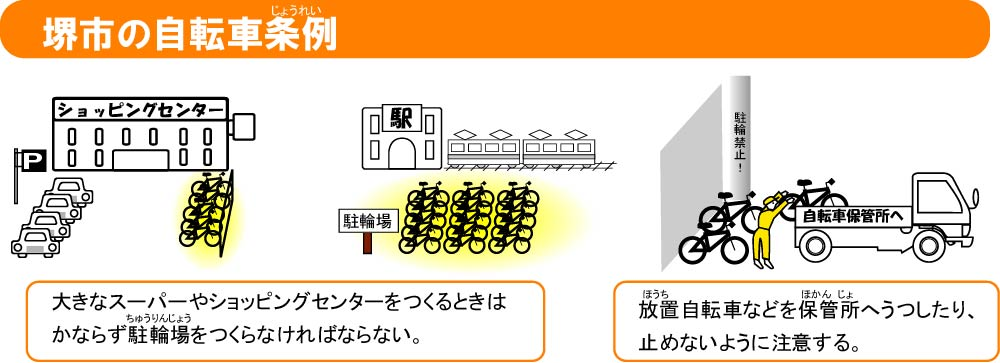 じょうれい
堺市の自転車条例
ショッピングセンター
P
駅
駐輪場
駐輪禁止！
自転車保管所へ
大きなスーパーやショッピングセンターをつくるときは
ちゅうりんじょう
かならず駐輪場をつくらなければならない。
ほうち ほかん じょ
放置自転車などを保管所へうつしたり、
止めないように注意する。